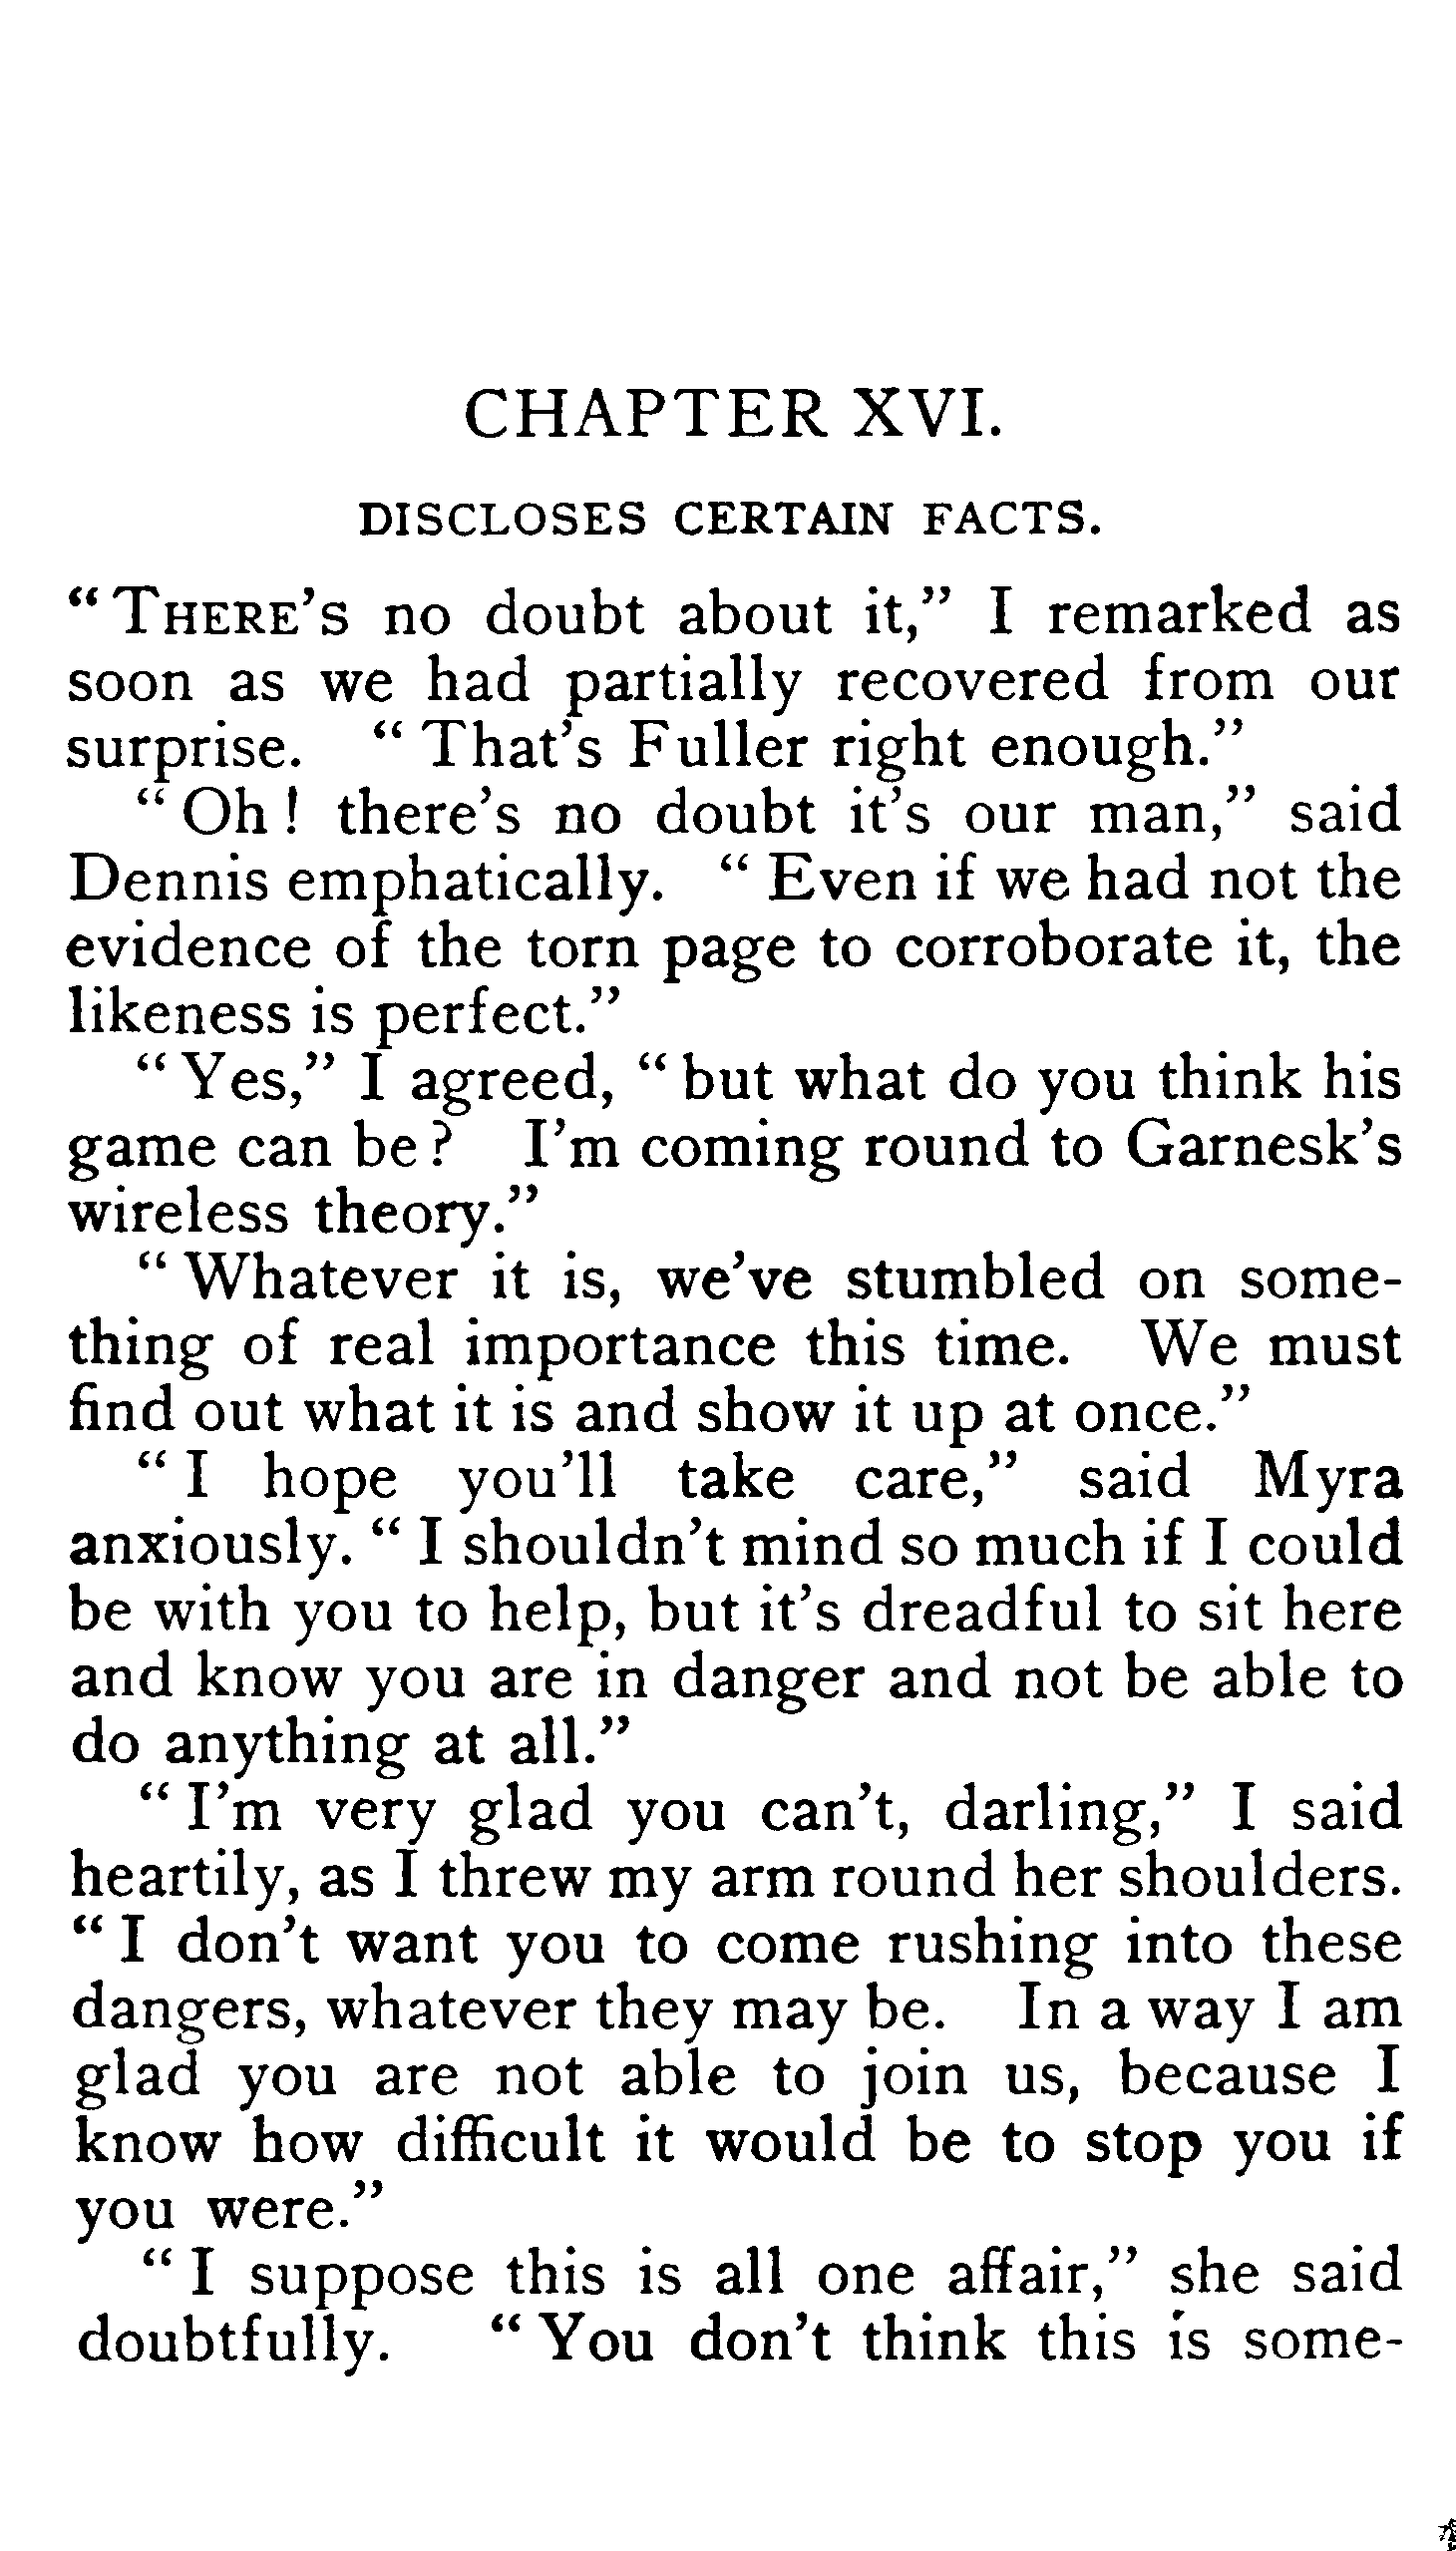 CHAPTER XVI.
DISCLOSES CERTAIN FACTS.
“THERE’S no doubt about it,” I remarked as
soon as we had partially recovered from our
surprise. “That’s Fuller right enough.”
“Oh! there’s no doubt it’s our man,” said
Dennis emphatically. “Even if we had not the
evidence of the torn page to corroborate it, the
likeness is perfect.”
“Yes,” I agreed, “but what do you think his
game can be? I’m coming round to Garnesk’s
wireless theory.”
“Whatever it is, we’ve stumbled on some-
thing of real importance this time. We must
find out what it is and show it up at once.”
“I hope you’ll take care,” said Myra
anxiously. “I shouldn’t mind so much if I could
be with you to help, but it’s dreadful to sit here
and know you are in danger and not be able to
do anything at all.”
“I’m very glad you can’t, darling,” I said
heartily, as I threw my arm round her shoulders.
“I don’t want you to come rushing into these
dangers, whatever they may be. In a way I am
glad you are not able to join us, because I
know how difficult it would be to stop you if
you were.”
“I suppose this is all one affair,” she said
doubtfully. “You don’t think this is some-